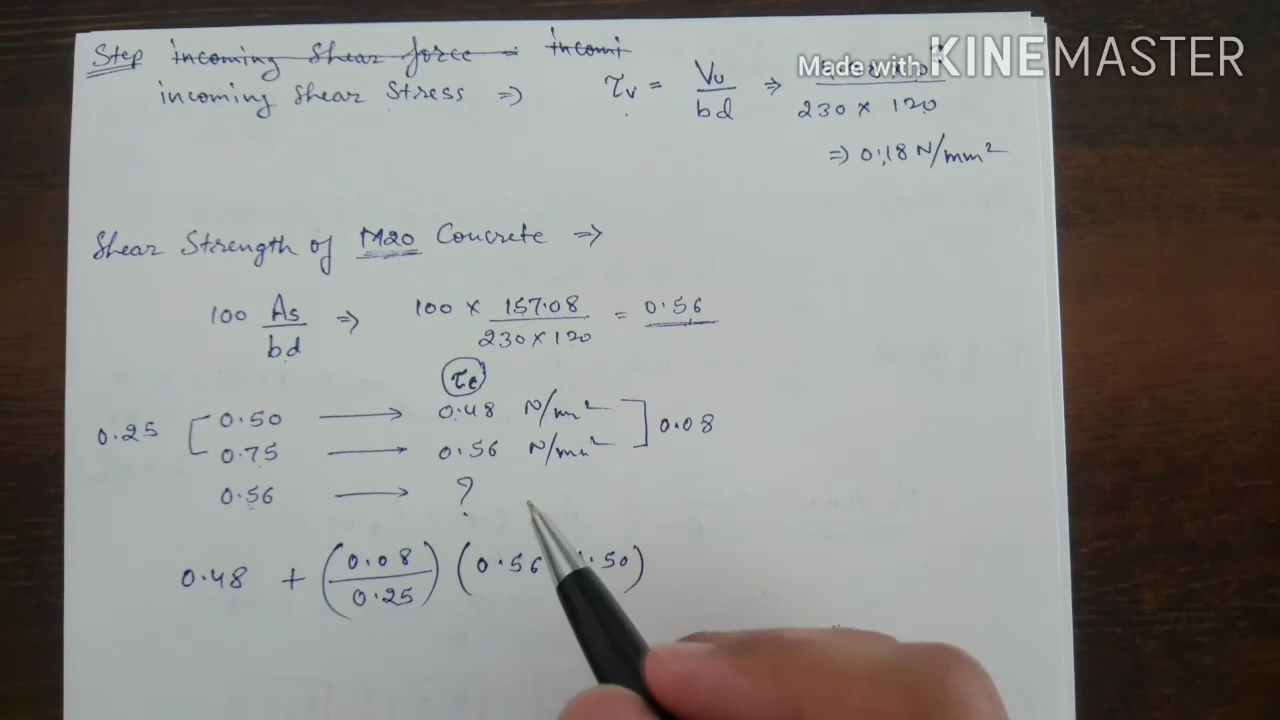 Step incoming Shear force = incomi
incoming Shear Stress ⇒ τv = Vu / bd ⇒ / 230 × 120
Made with KINEMASTER
⇒ 0.18 N/mm²
Shear Strength of M20 Concrete ⇒
100 As / bd ⇒ 100 × 157.08 / 230 × 120 = 0.56
τc
0.25 [ 0.50 → 0.48 N/mm² ] 0.08
0.75 → 0.56 N/mm²
0.56 → ?
0.48 + (0.08 / 0.25) (0.56 .50)